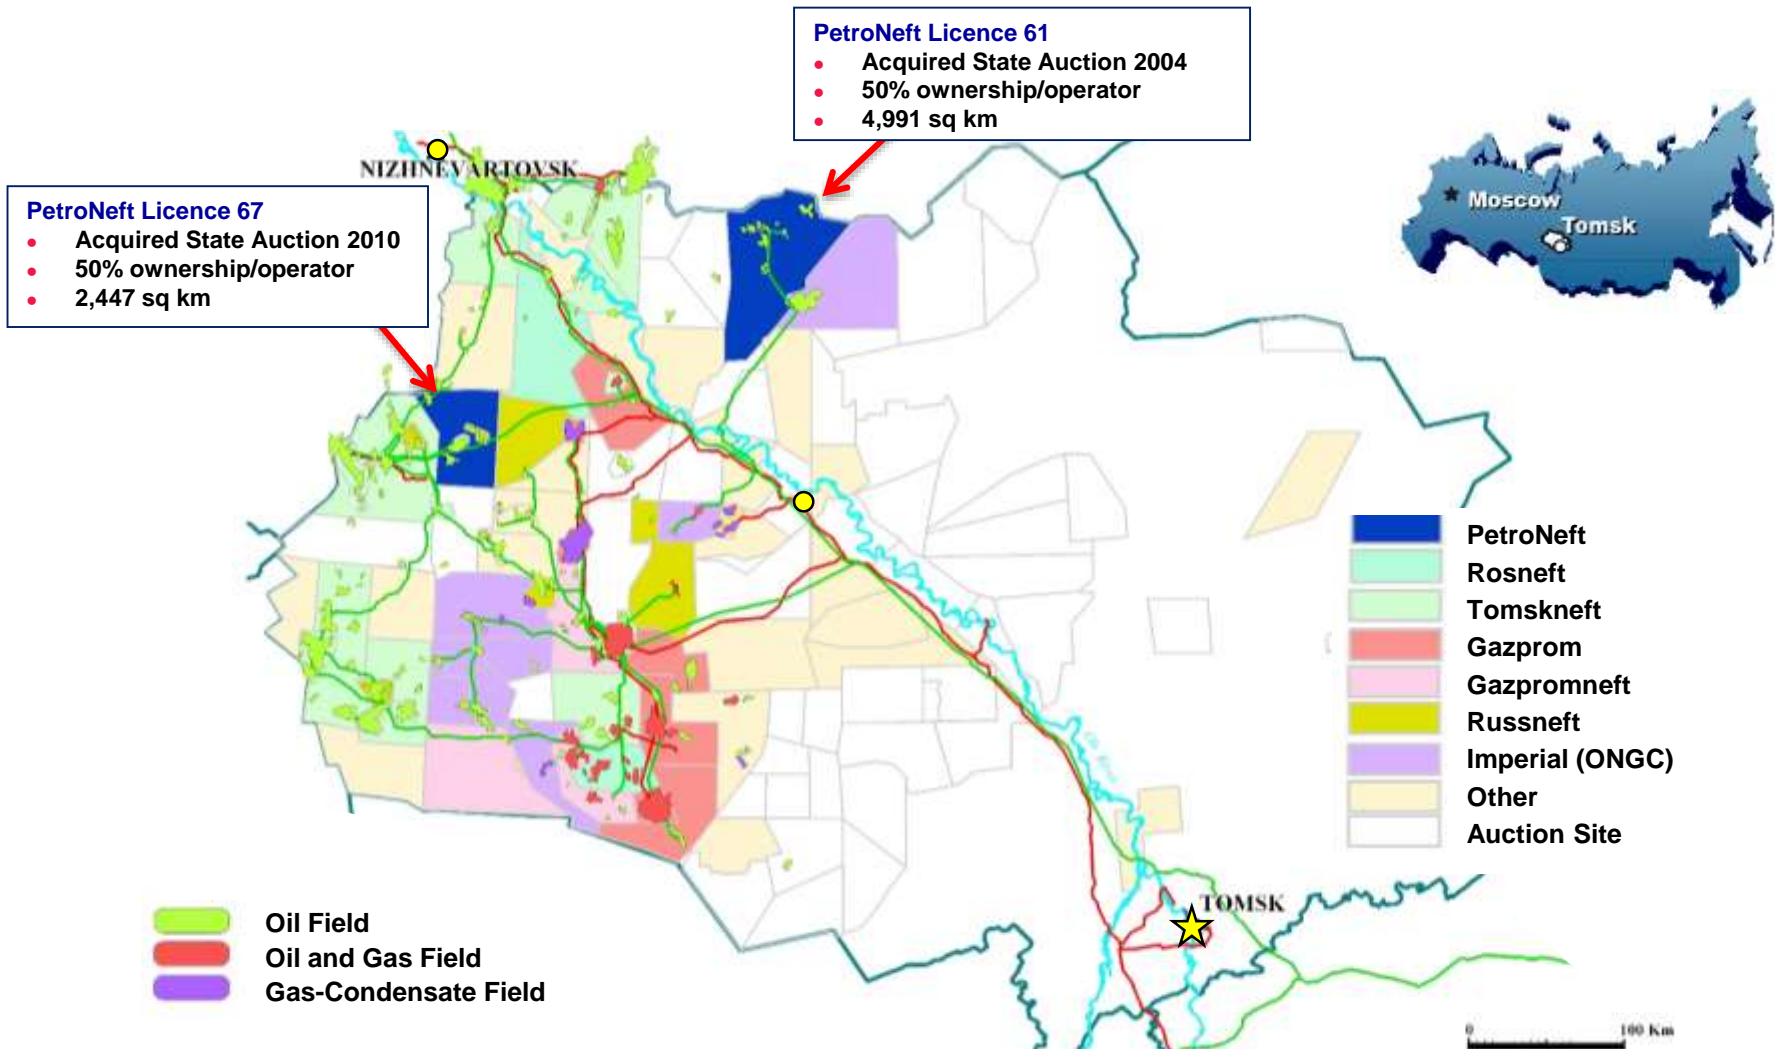 PetroNeft Licence 61
• Acquired State Auction 2004
• 50% ownership/operator
• 4,991 sq km
NIZHNEVARTOVSK
PetroNeft Licence 67
• Acquired State Auction 2010
• 50% ownership/operator
• 2,447 sq km
Moscow
Tomsk
PetroNeft
Rosneft
Tomskneft
Gazprom
Gazpromneft
Russneft
Imperial (ONGC)
Other
Auction Site
TOMSK
Oil Field
Oil and Gas Field
Gas-Condensate Field
0 100 Km